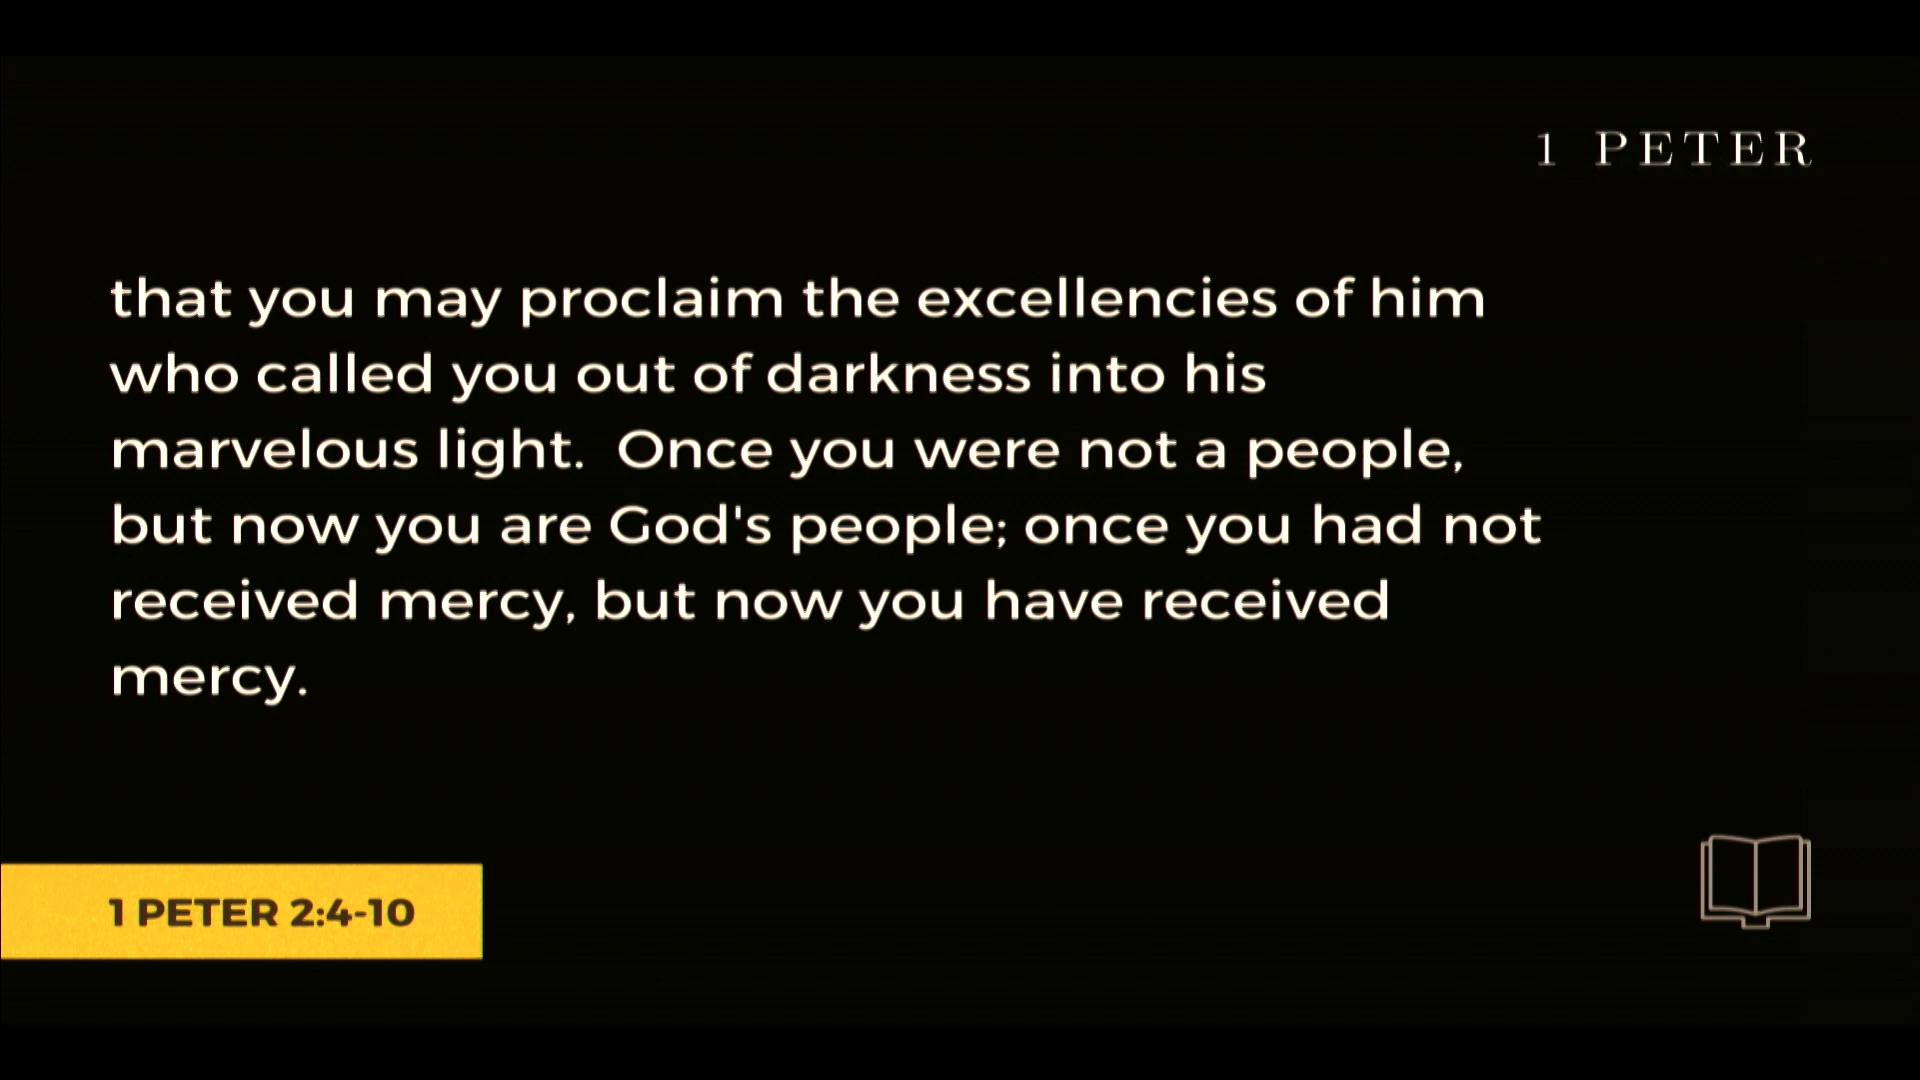 1 PETER
that you may proclaim the excellencies of him
who called you out of darkness into his
marvelous light.  Once you were not a people,
but now you are God's people; once you had not
received mercy, but now you have received
mercy.
1 PETER 2:4-10